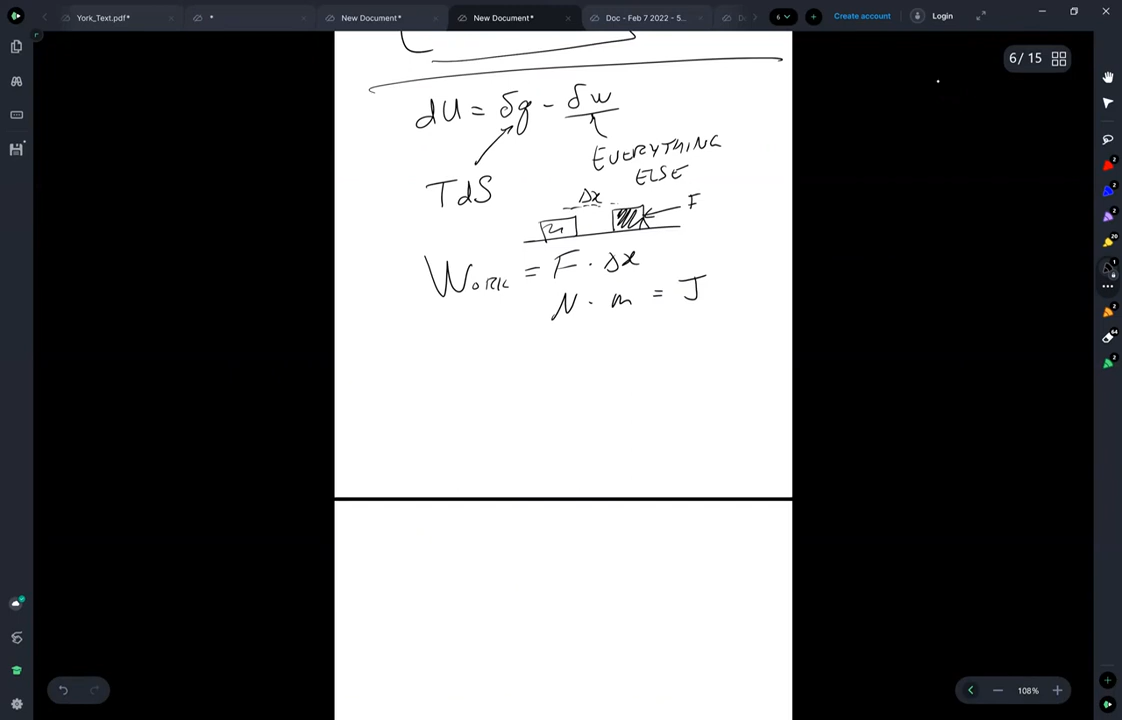 York_Text.pdf*
*
New Document*
New Document*
Doc - Feb 7 2022 - 5...
6
Create account
Login
6 / 15
dU = δq - δw
EVERYTHING
ELSE
TdS
Δx
F
WORK = F · Δx
N · m = J
108%